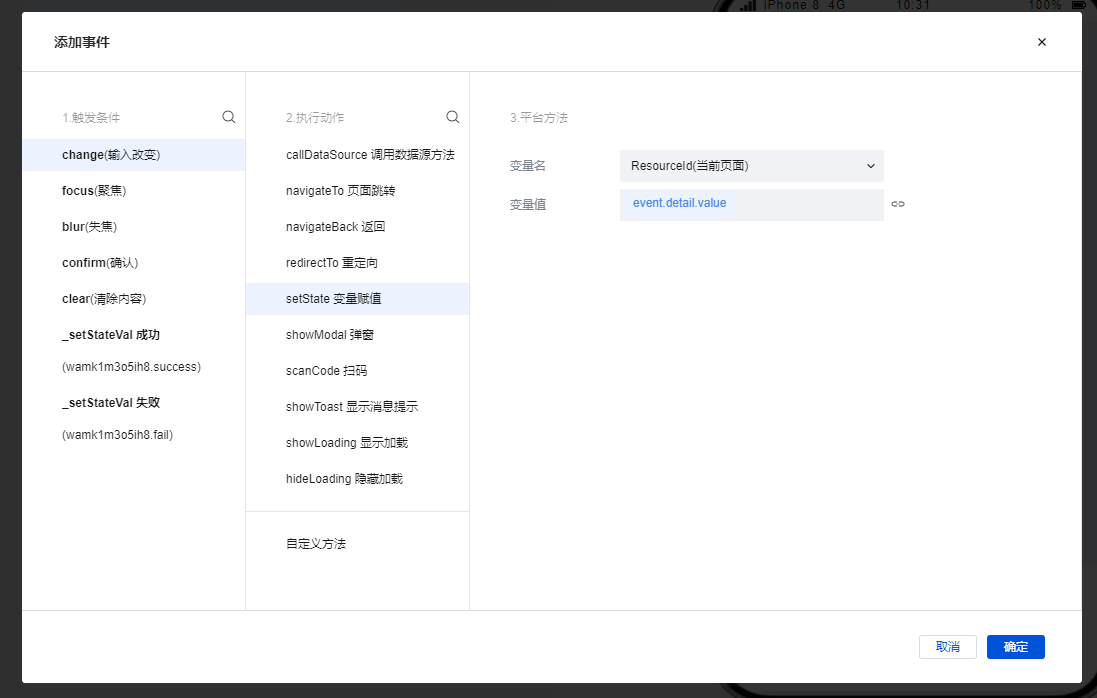 iPhone 8 4G 10:31 100%
添加事件
1.触发条件
change(输入改变)
focus(聚焦)
blur(失焦)
confirm(确认)
clear(清除内容)
_setStateVal 成功
(wamk1m3o5ih8.success)
_setStateVal 失败
(wamk1m3o5ih8.fail)
2.执行动作
callDataSource 调用数据源方法
navigateTo 页面跳转
navigateBack 返回
redirectTo 重定向
setState 变量赋值
showModal 弹窗
scanCode 扫码
showToast 显示消息提示
showLoading 显示加载
hideLoading 隐藏加载
自定义方法
3.平台方法
变量名 ResourceId(当前页面)
变量值 event.detail.value
取消 确定